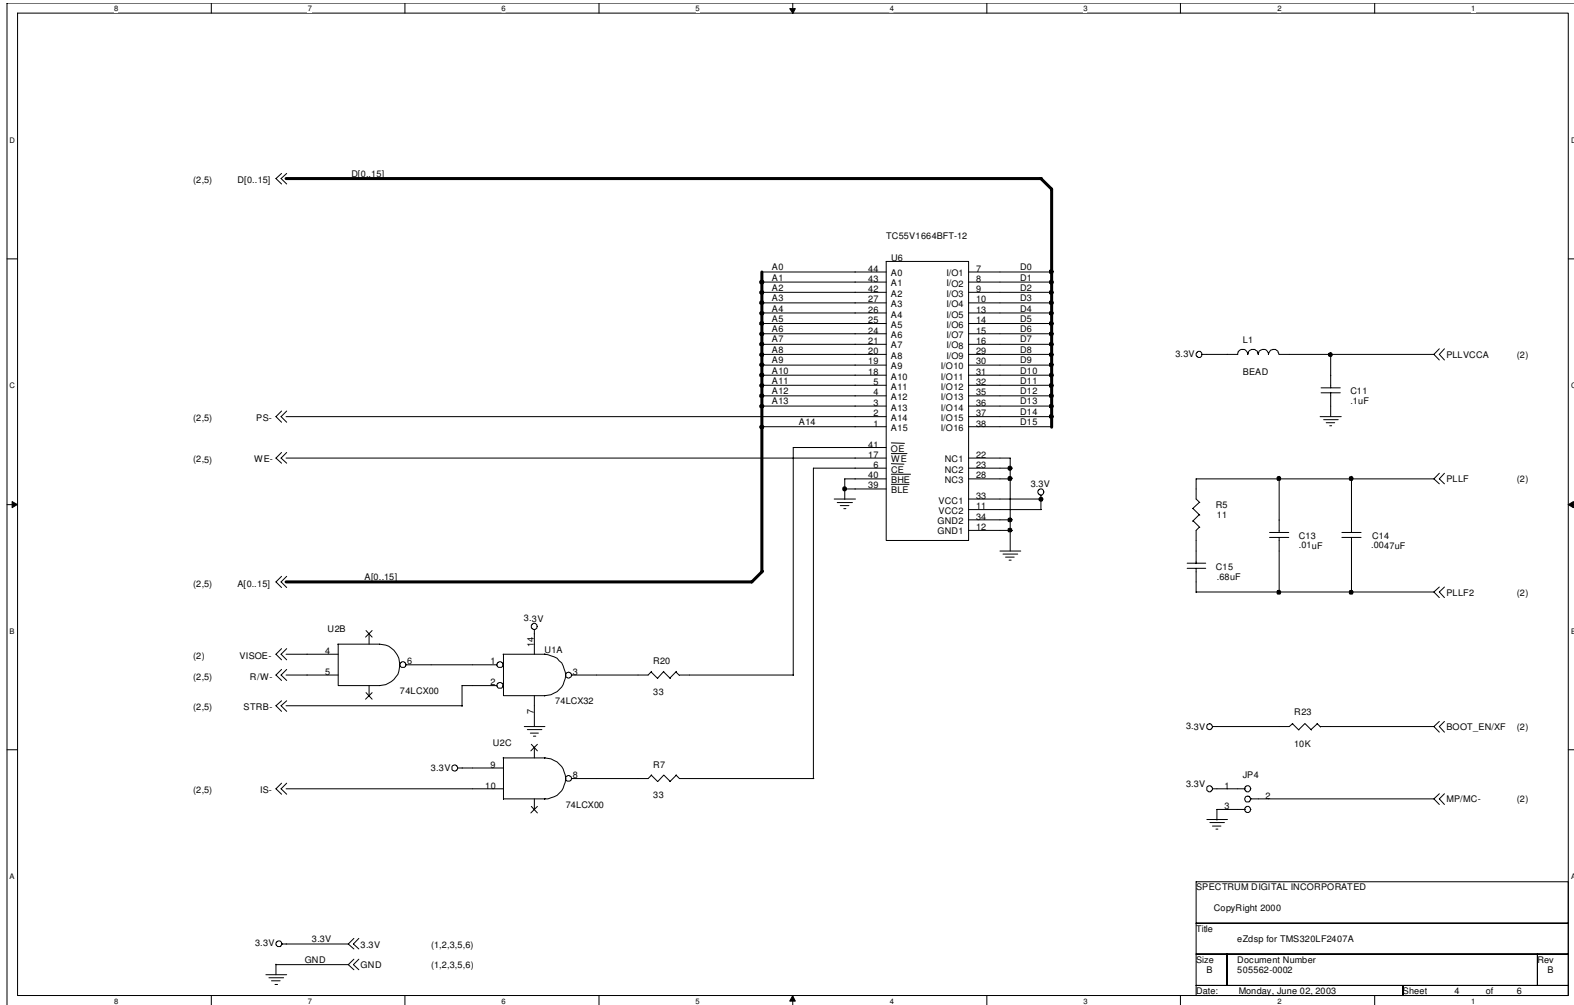 8 7 6 5 4 3 2 1
D
D
(2,5) D[0..15] D[0..15]
TC55V1664BFT-12
U6
A0 44 A0 I/O1 7 D0
A1 43 A1 I/O2 8 D1
A2 42 A2 I/O3 9 D2
A3 27 A3 I/O4 10 D3
A4 26 A4 I/O5 13 D4
A5 25 A5 I/O6 14 D5
A6 24 A6 I/O7 15 D6
A7 21 A7 I/O8 16 D7
A8 20 A8 I/O9 29 D8
A9 19 A9 I/O10 30 D9
A10 18 A10 I/O11 31 D10
A11 5 A11 I/O12 32 D11
A12 4 A12 I/O13 35 D12
A13 3 A13 I/O14 36 D13
2 A14 I/O15 37 D14
A14 1 A15 I/O16 38 D15
41 OE
17 WE NC1 22
6 CE NC2 23
40 BHE NC3 28
39 BLE
VCC1 33
VCC2 11
GND2 34
GND1 12
3.3V
C
C
(2,5) PS-
(2,5) WE-
(2,5) A[0..15] A[0..15]
3.3V L1 PLLVCCA (2)
BEAD
C11
.1uF
PLLF (2)
R5
11
C13
.01uF
C14
.0047uF
C15
.68uF
PLLF2 (2)
B
B
U2B
(2) VISOE- 4
(2,5) R/W- 5
6
74LCX00
(2,5) STRB-
3.3V
14
U1A
1
2
3
7
74LCX32
R20
33
U2C
3.3V 9
(2,5) IS- 10
8
74LCX00
R7
33
R23
3.3V BOOT_EN/XF (2)
10K
JP4
3.3V 1
2 MP/MC- (2)
3
A
A
3.3V 3.3V 3.3V (1,2,3,5,6)
GND GND (1,2,3,5,6)
SPECTRUM DIGITAL INCORPORATED
CopyRight 2000
Title
eZdsp for TMS320LF2407A
Size Document Number Rev
B 505562-0002 B
Date: Monday, June 02, 2003 Sheet 4 of 6
8 7 6 5 4 3 2 1